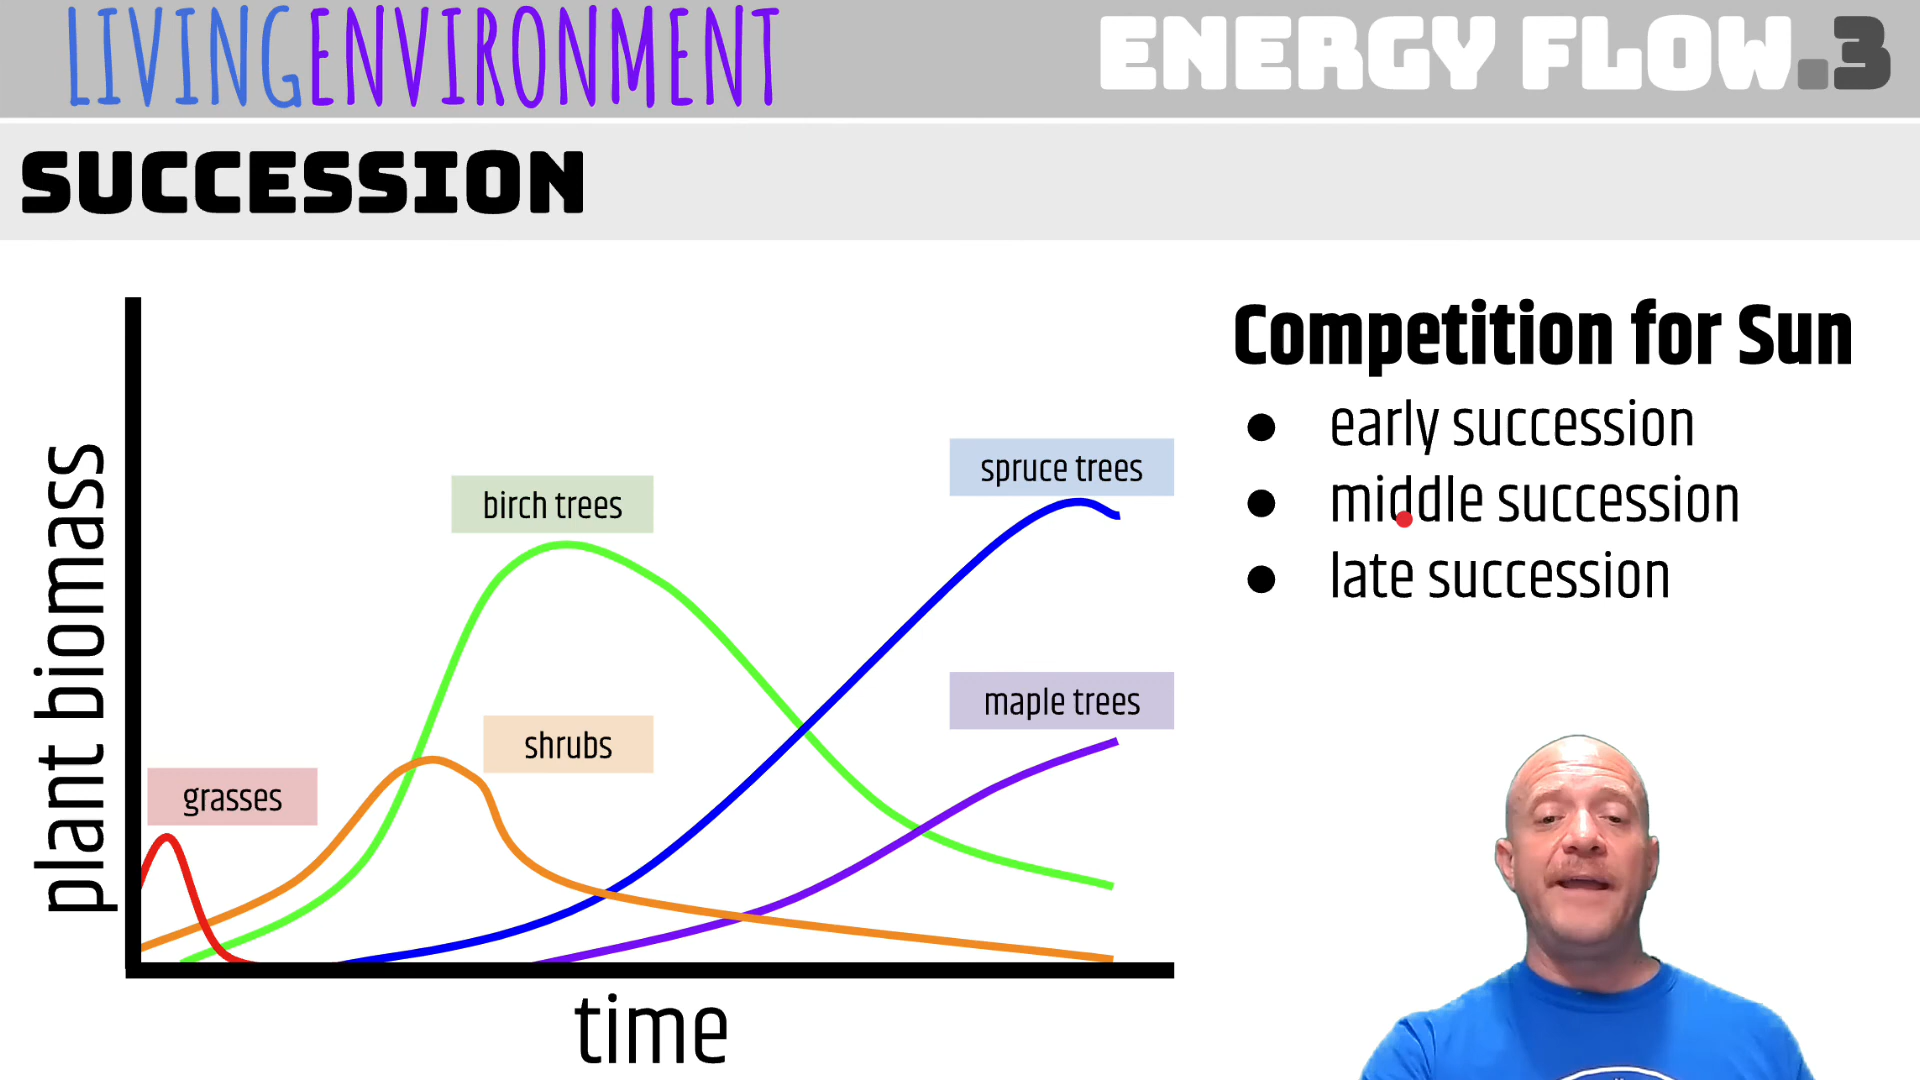 LIVINGENVIRONMENT
ENERGY FLOW.3
SUCCESSION
plant biomass
time
grasses
shrubs
birch trees
spruce trees
maple trees
Competition for Sun
● early succession
● middle succession
● late succession